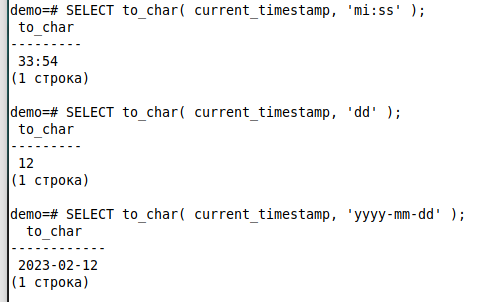 demo=# SELECT to_char( current_timestamp, 'mi:ss' );
to_char
---------
33:54
(1 строка)
demo=# SELECT to_char( current_timestamp, 'dd' );
to_char
---------
12
(1 строка)
demo=# SELECT to_char( current_timestamp, 'yyyy-mm-dd' );
to_char
------------
2023-02-12
(1 строка)